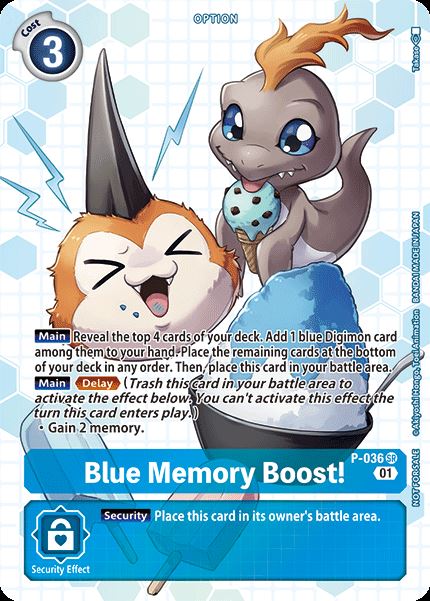 OPTION
Cost
3
Takase
BANDAI MADE IN JAPAN
©Akiyoshi Hongo, Toei Animation
NOT FOR SALE
Main Reveal the top 4 cards of your deck. Add 1 blue Digimon card
among them to your hand. Place the remaining cards at the bottom
of your deck in any order. Then, place this card in your battle area.
Main Delay (Trash this card in your battle area to
activate the effect below. You can't activate this effect the
turn this card enters play.)
• Gain 2 memory.
P-036 SR
Blue Memory Boost!
01
Security Place this card in its owner's battle area.
Security Effect